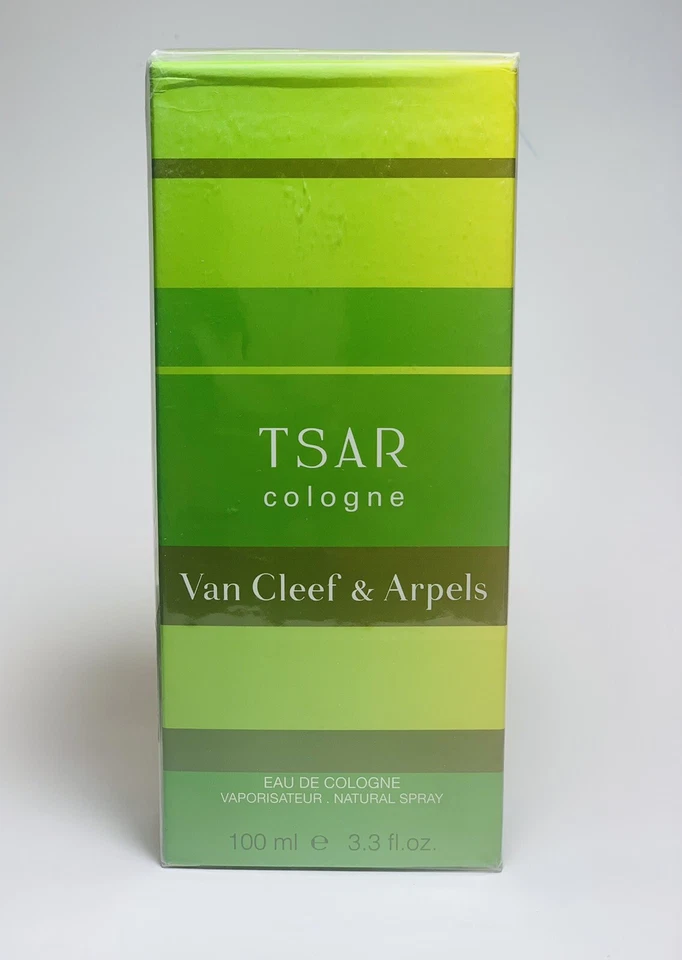 TSAR
cologne
Van Cleef & Arpels
EAU DE COLOGNE
VAPORISATEUR . NATURAL SPRAY
100 ml ℮ 3.3 fl.oz.